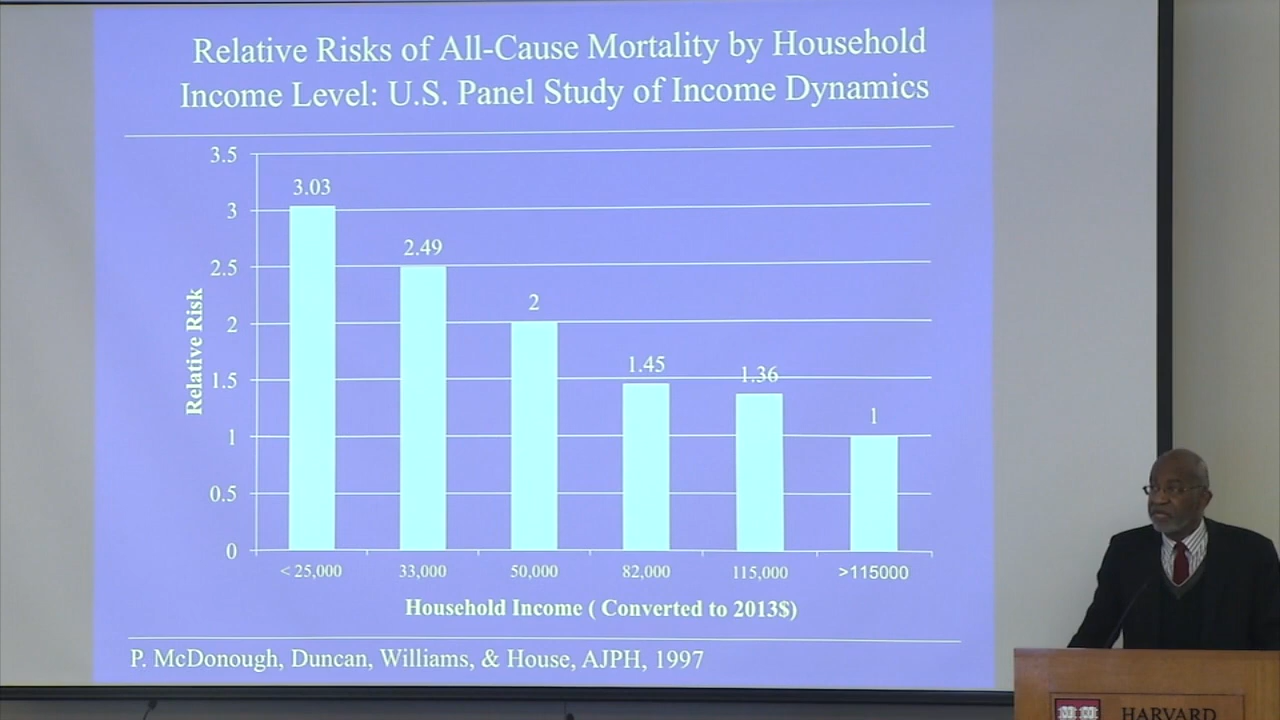 Relative Risks of All-Cause Mortality by Household
Income Level: U.S. Panel Study of Income Dynamics
3.5
3
2.5
2
1.5
1
0.5
0
Relative Risk
3.03
2.49
2
1.45
1.36
1
< 25,000 33,000 50,000 82,000 115,000 >115000
Household Income ( Converted to 2013$)
P. McDonough, Duncan, Williams, & House, AJPH, 1997
HARVARD